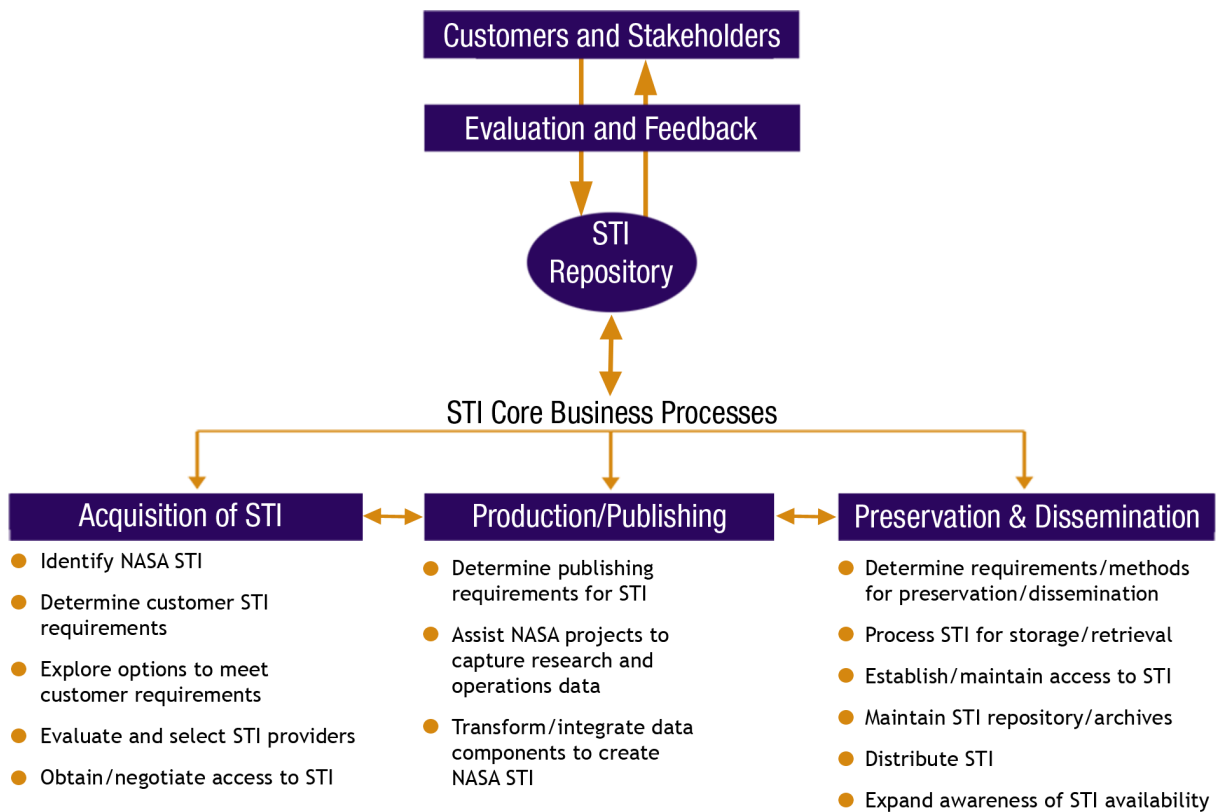 Customers and Stakeholders
Evaluation and Feedback
STI
Repository
STI Core Business Processes
Acquisition of STI
Identify NASA STI
Determine customer STI
requirements
Explore options to meet
customer requirements
Evaluate and select STI providers
Obtain/negotiate access to STI
Production/Publishing
Determine publishing
requirements for STI
Assist NASA projects to
capture research and
operations data
Transform/integrate data
components to create
NASA STI
Preservation & Dissemination
Determine requirements/methods
for preservation/dissemination
Process STI for storage/retrieval
Establish/maintain access to STI
Maintain STI repository/archives
Distribute STI
Expand awareness of STI availability